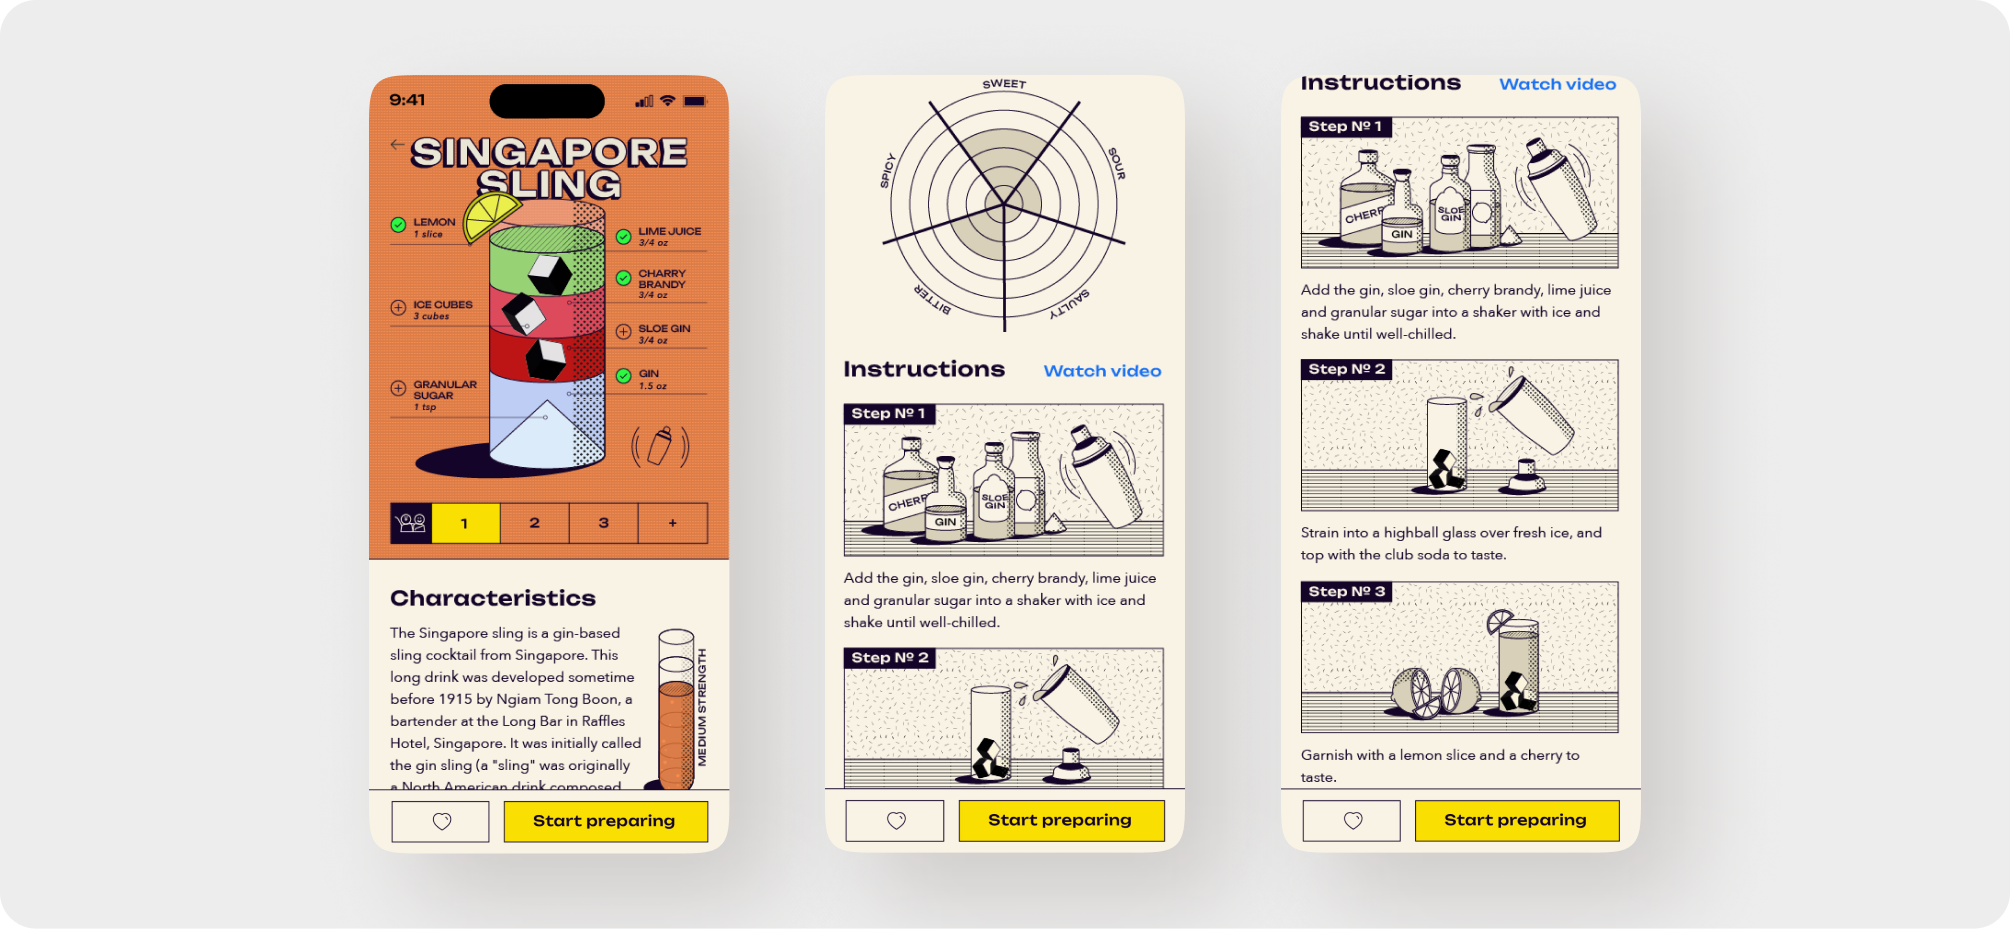 9:41
SINGAPORE
SLING
LEMON
1 slice
LIME JUICE
3/4 oz
CHARRY
BRANDY
3/4 oz
ICE CUBES
3 cubes
SLOE GIN
3/4 oz
GIN
1.5 oz
GRANULAR
SUGAR
1 tsp
1
2
3
+
Characteristics
The Singapore sling is a gin-based
sling cocktail from Singapore. This
long drink was developed sometime
before 1915 by Ngiam Tong Boon, a
bartender at the Long Bar in Raffles
Hotel, Singapore. It was initially called
the gin sling (a "sling" was originally
a North American drink composed
MEDIUM STRENGTH
Start preparing
SWEET
SOUR
SPICY
BITTER
SAULTY
Instructions
Watch video
Step № 1
CHERR
GIN
SLOE
GIN
Add the gin, sloe gin, cherry brandy, lime juice
and granular sugar into a shaker with ice and
shake until well-chilled.
Step № 2
Start preparing
Instructions
Watch video
Step № 1
CHERR
GIN
SLOE
GIN
Add the gin, sloe gin, cherry brandy, lime juice
and granular sugar into a shaker with ice and
shake until well-chilled.
Step № 2
Strain into a highball glass over fresh ice, and
top with the club soda to taste.
Step № 3
Garnish with a lemon slice and a cherry to
taste.
Start preparing